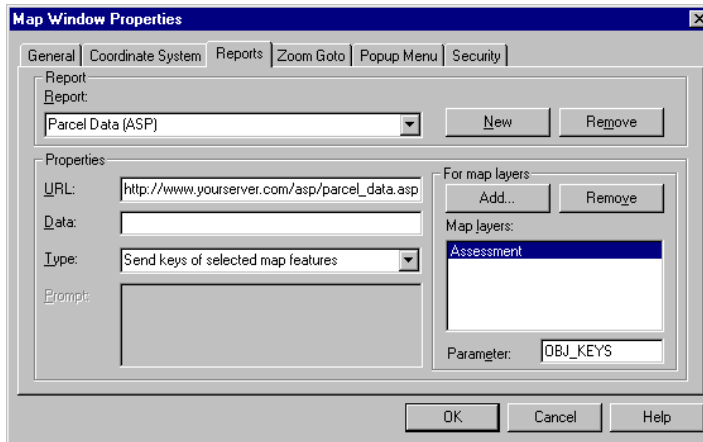 Map Window Properties
General Coordinate System Reports Zoom Goto Popup Menu Security
Report
Report:
Parcel Data (ASP) New Remove
Properties
URL: http://www.yourserver.com/asp/parcel_data.asp
Data:
Type: Send keys of selected map features
Prompt:
For map layers
Add... Remove
Map layers:
Assessment
Parameter: OBJ_KEYS
OK Cancel Help